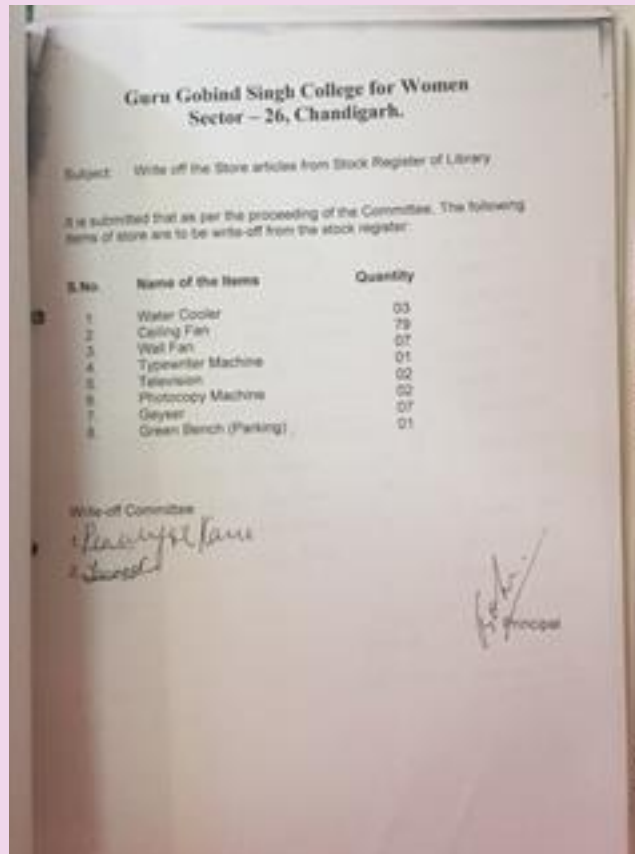 Guru Gobind Singh College for Women
Sector – 26, Chandigarh.
Subject: Write off the Store articles from Stock Register of Library
It is submitted that as per the proceeding of the Committee. The following
items of store are to be write-off from the stock register:
S.No. Name of the Items Quantity
1 Water Cooler 03
2 Ceiling Fan 79
3 Wall Fan 07
4 Typewriter Machine 01
5. Television 02
6 Photocopy Machine 02
7. Geyser 07
8. Green Bench (Parking) 01
Write-off Committee
1.
2.
Principal